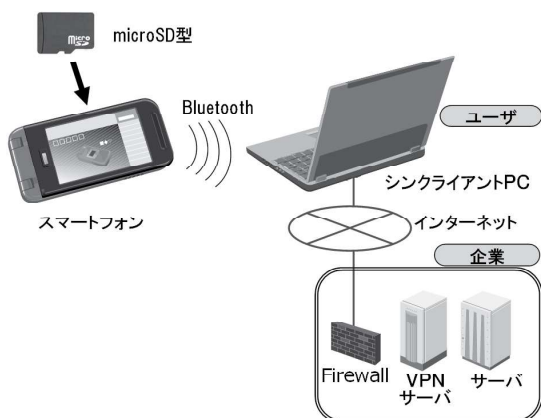 Micro
SD
microSD型
Bluetooth
ユーザ
シンクライアントPC
スマートフォン
インターネット
企業
Firewall
VPN
サーバ
サーバ